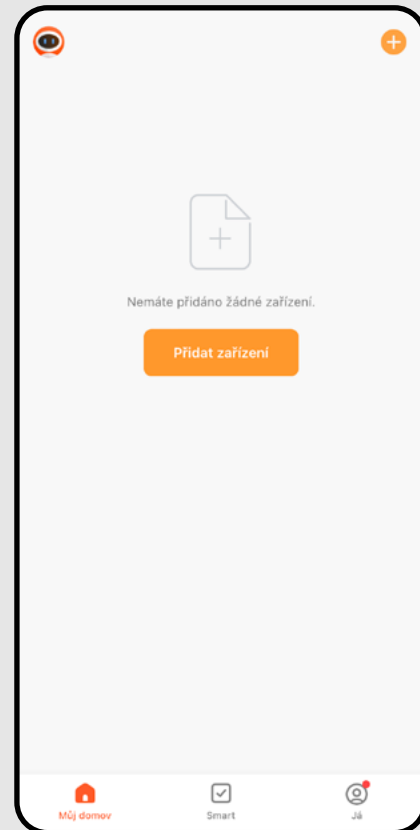 Nemáte přidáno žádné zařízení.
Přidat zařízení
Můj domov
Smart
Já